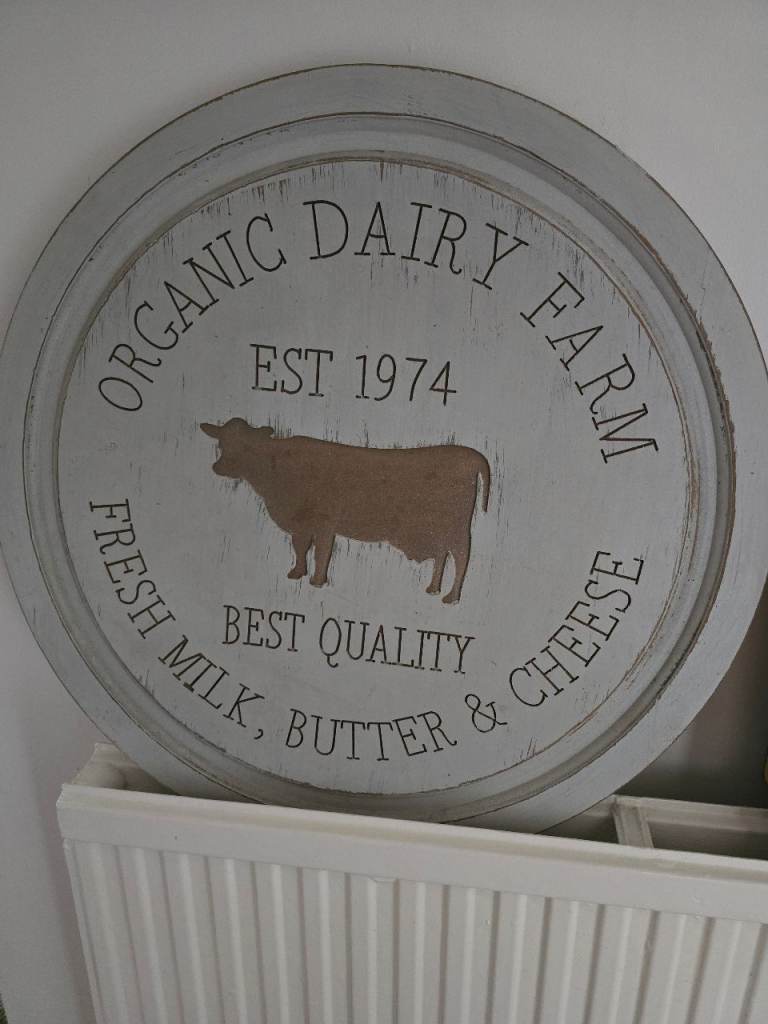 ORGANIC DAIRY FARM
EST 1974
BEST QUALITY
FRESH MILK, BUTTER & CHEESE